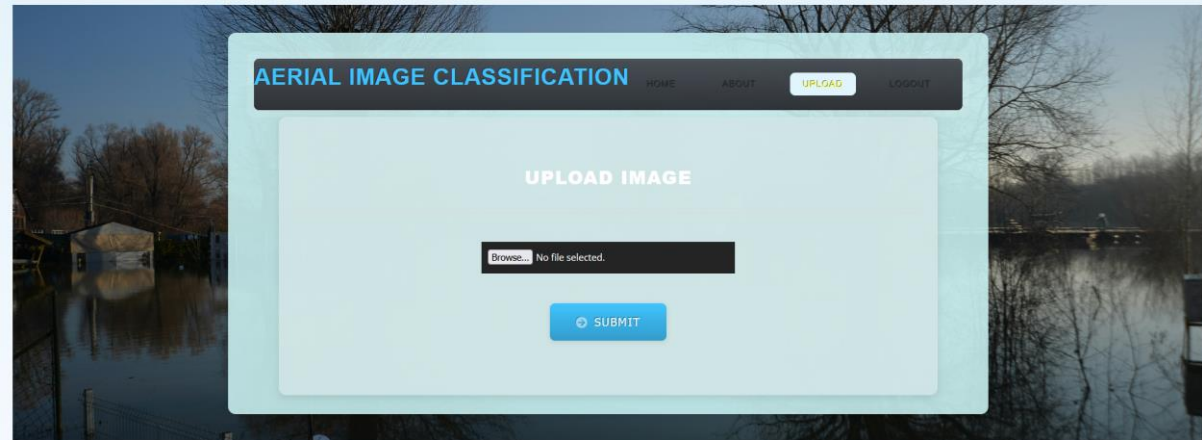 AERIAL IMAGE CLASSIFICATION HOME ABOUT UPLOAD LOGOUT
UPLOAD IMAGE
Browse... No file selected.
SUBMIT